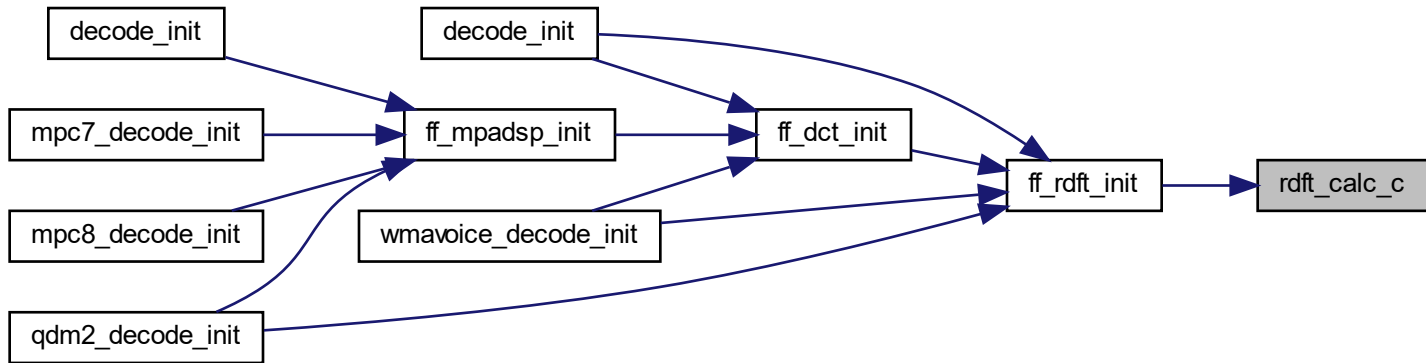 decode_init
decode_init
mpc7_decode_init
ff_mpadsp_init
ff_dct_init
ff_rdft_init
rdft_calc_c
mpc8_decode_init
wmavoice_decode_init
qdm2_decode_init